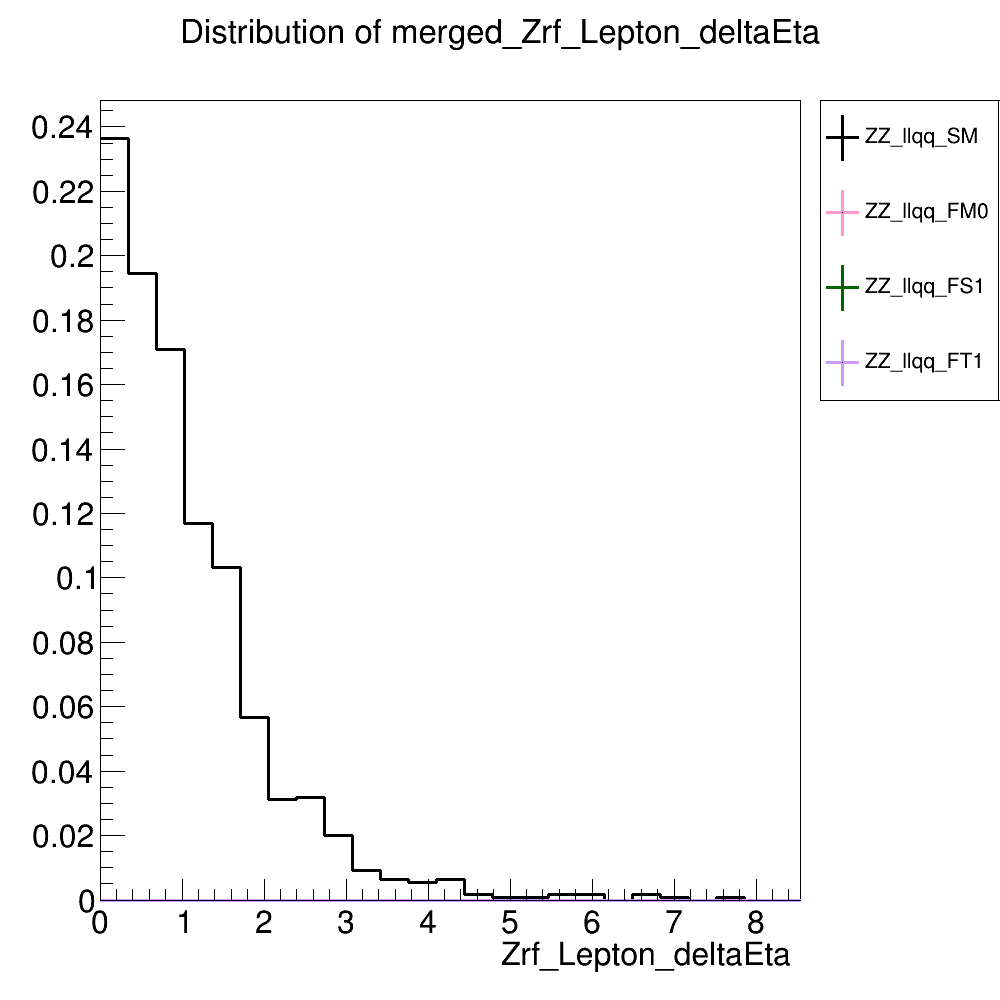 Distribution of merged_Zrf_Lepton_deltaEta
0.24
0.22
0.2
0.18
0.16
0.14
0.12
0.1
0.08
0.06
0.04
0.02
0
0 1 2 3 4 5 6 7 8
Zrf_Lepton_deltaEta
ZZ_llqq_SM
ZZ_llqq_FM0
ZZ_llqq_FS1
ZZ_llqq_FT1